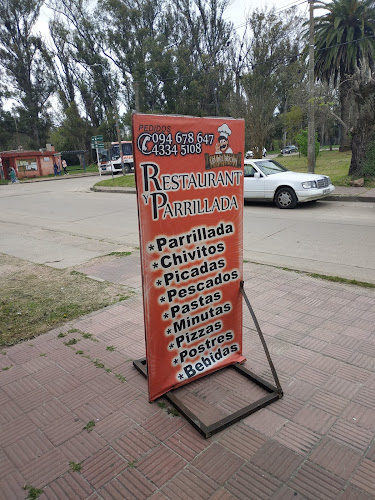 PEDIDOS
094 678 647
4334 5108
RESTAURANT
Y PARRILLADA
*Parrillada
*Chivitos
*Picadas
*Pescados
*Pastas
*Minutas
*Pizzas
*Postres
*Bebidas